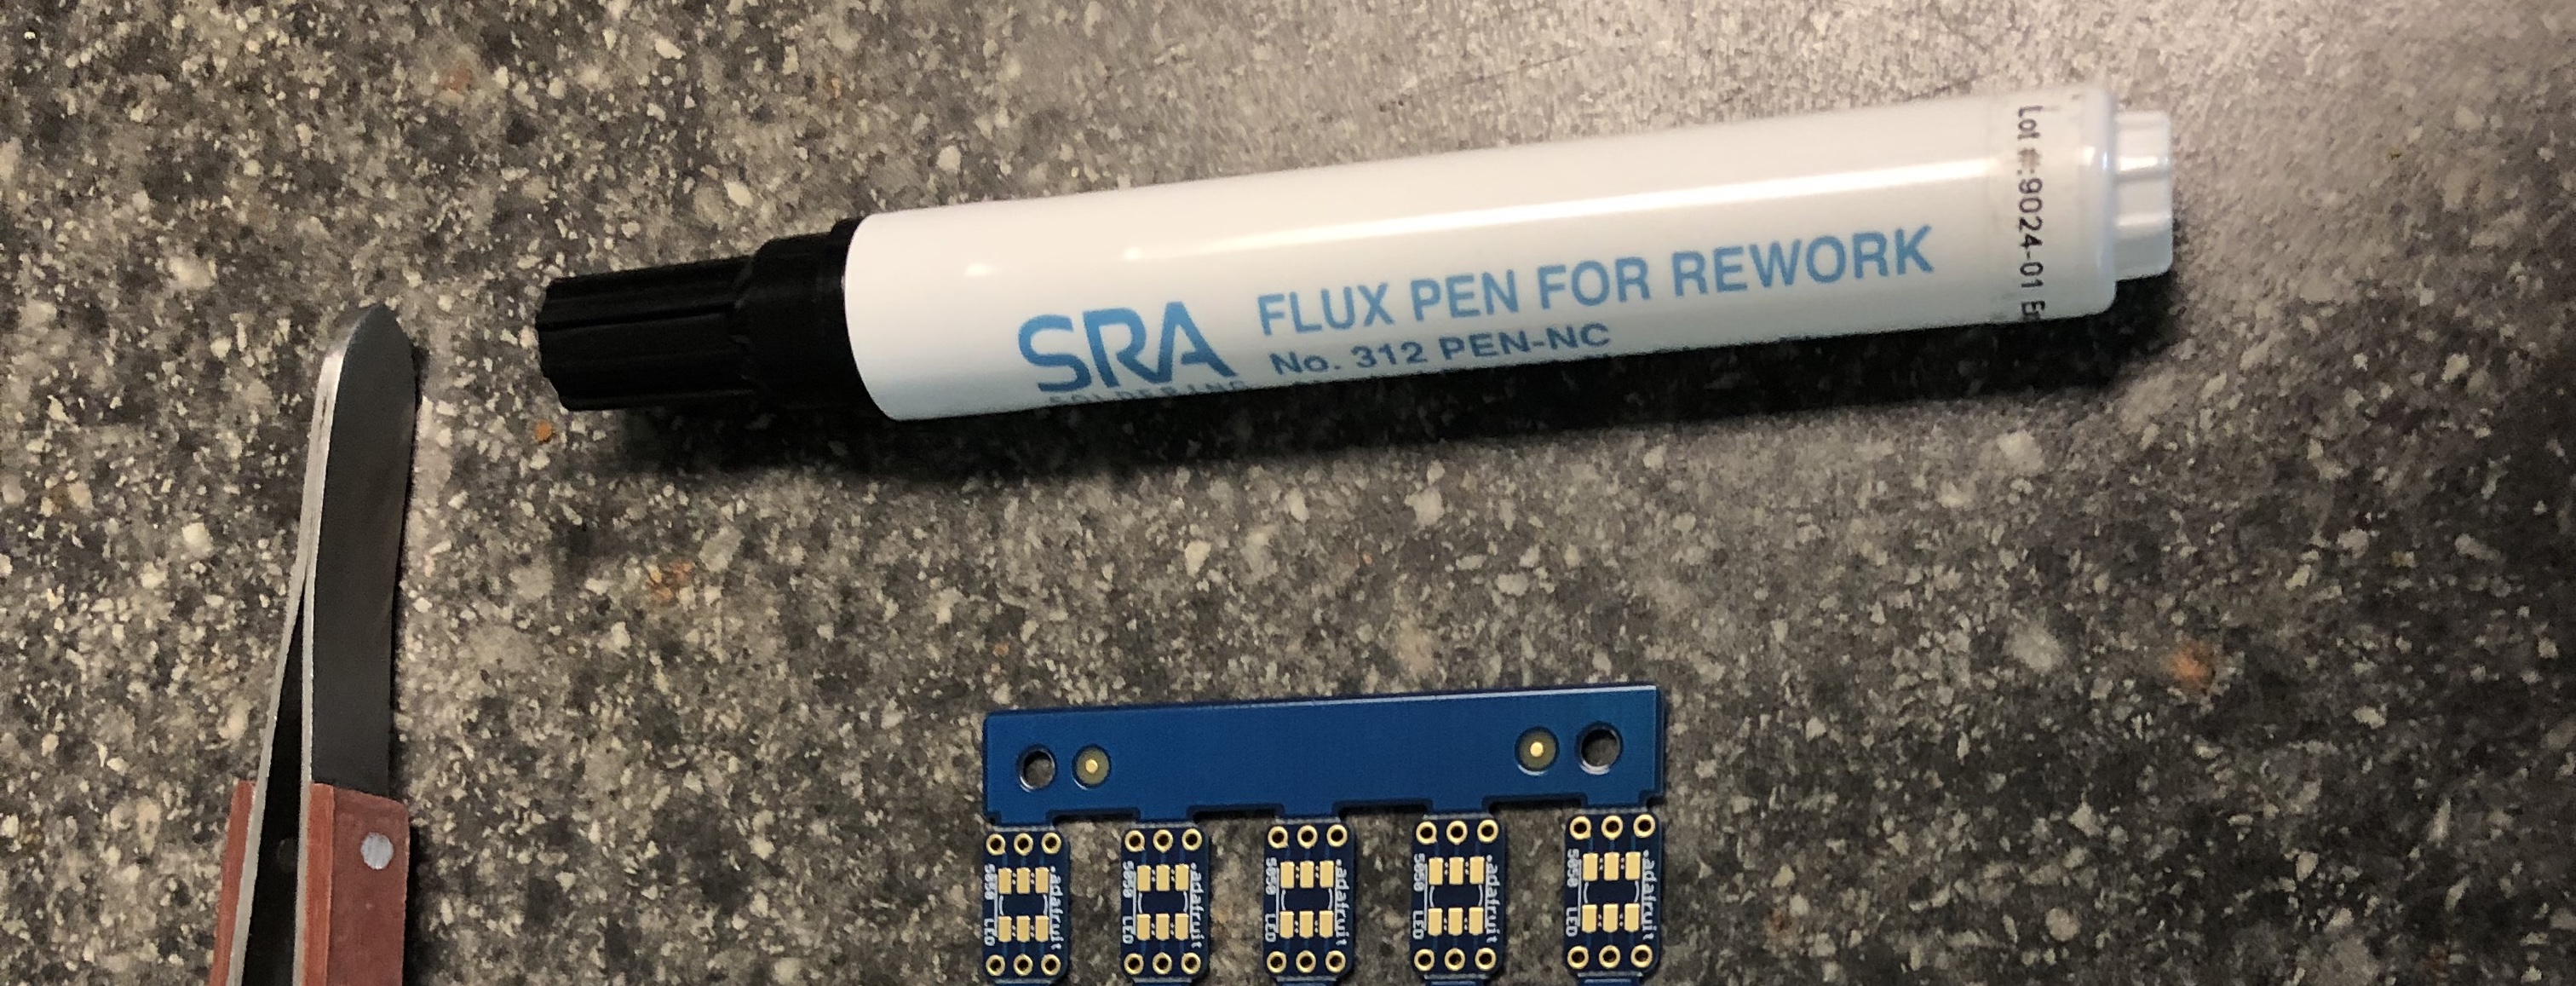 SRA
FLUX PEN FOR REWORK
No. 312 PEN-NC
Lot #:9024-01
5050 LED
adafruit
5050 LED
adafruit
5050 LED
adafruit
5050 LED
adafruit
5050 LED
adafruit